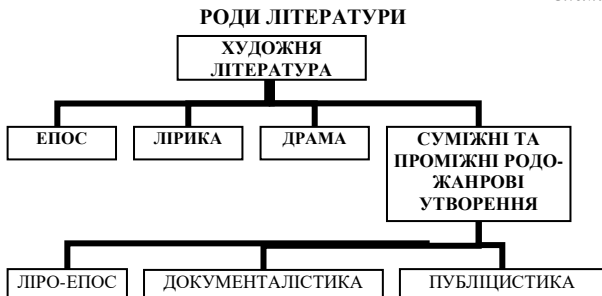 РОДИ ЛІТЕРАТУРИ
ХУДОЖНЯ
ЛІТЕРАТУРА
ЕПОС
ЛІРИКА
ДРАМА
СУМІЖНІ ТА
ПРОМІЖНІ РОДО-
ЖАНРОВІ
УТВОРЕННЯ
ЛІРО-ЕПОС
ДОКУМЕНТАЛІСТИКА
ПУБЛІЦИСТИКА